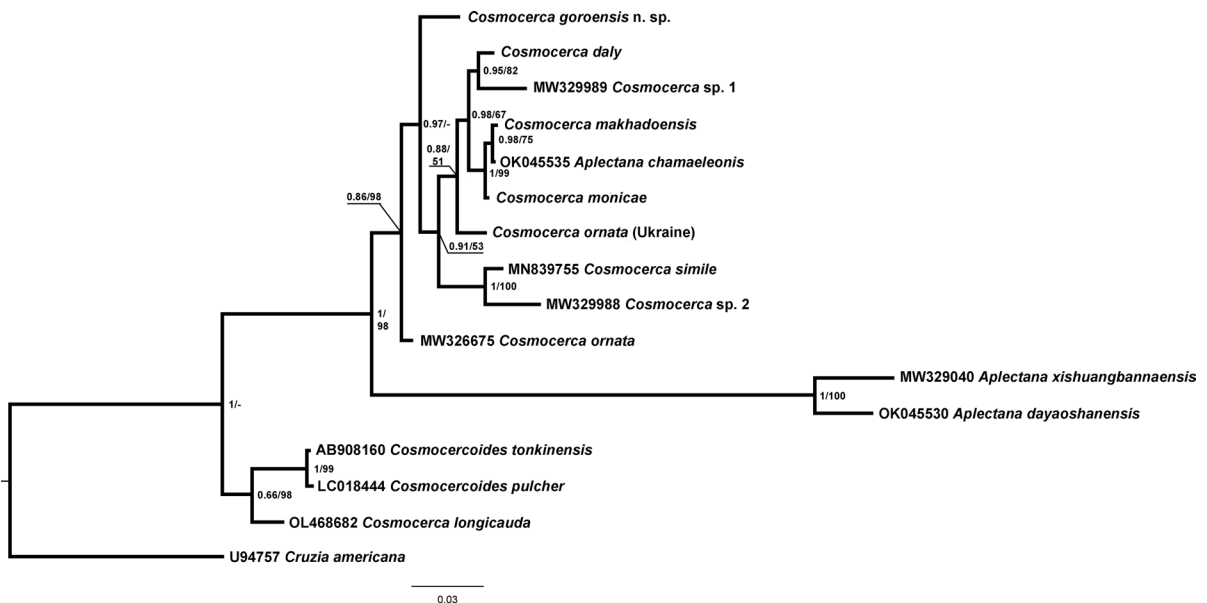 Cosmocerca goroensis n. sp.
Cosmocerca daly
0.95/82
MW329989 Cosmocerca sp. 1
0.98/67
Cosmocerca makhadoensis
0.97/-
0.98/75
0.88/
51
OK045535 Aplectana chamaeleonis
1/99
Cosmocerca monicae
0.86/98
Cosmocerca ornata (Ukraine)
0.91/53
MN839755 Cosmocerca simile
1/100
MW329988 Cosmocerca sp. 2
1/
98
MW326675 Cosmocerca ornata
MW329040 Aplectana xishuangbannaensis
1/100
OK045530 Aplectana dayaoshanensis
1/-
AB908160 Cosmocercoides tonkinensis
1/99
LC018444 Cosmocercoides pulcher
0.66/98
OL468682 Cosmocerca longicauda
U94757 Cruzia americana
0.03